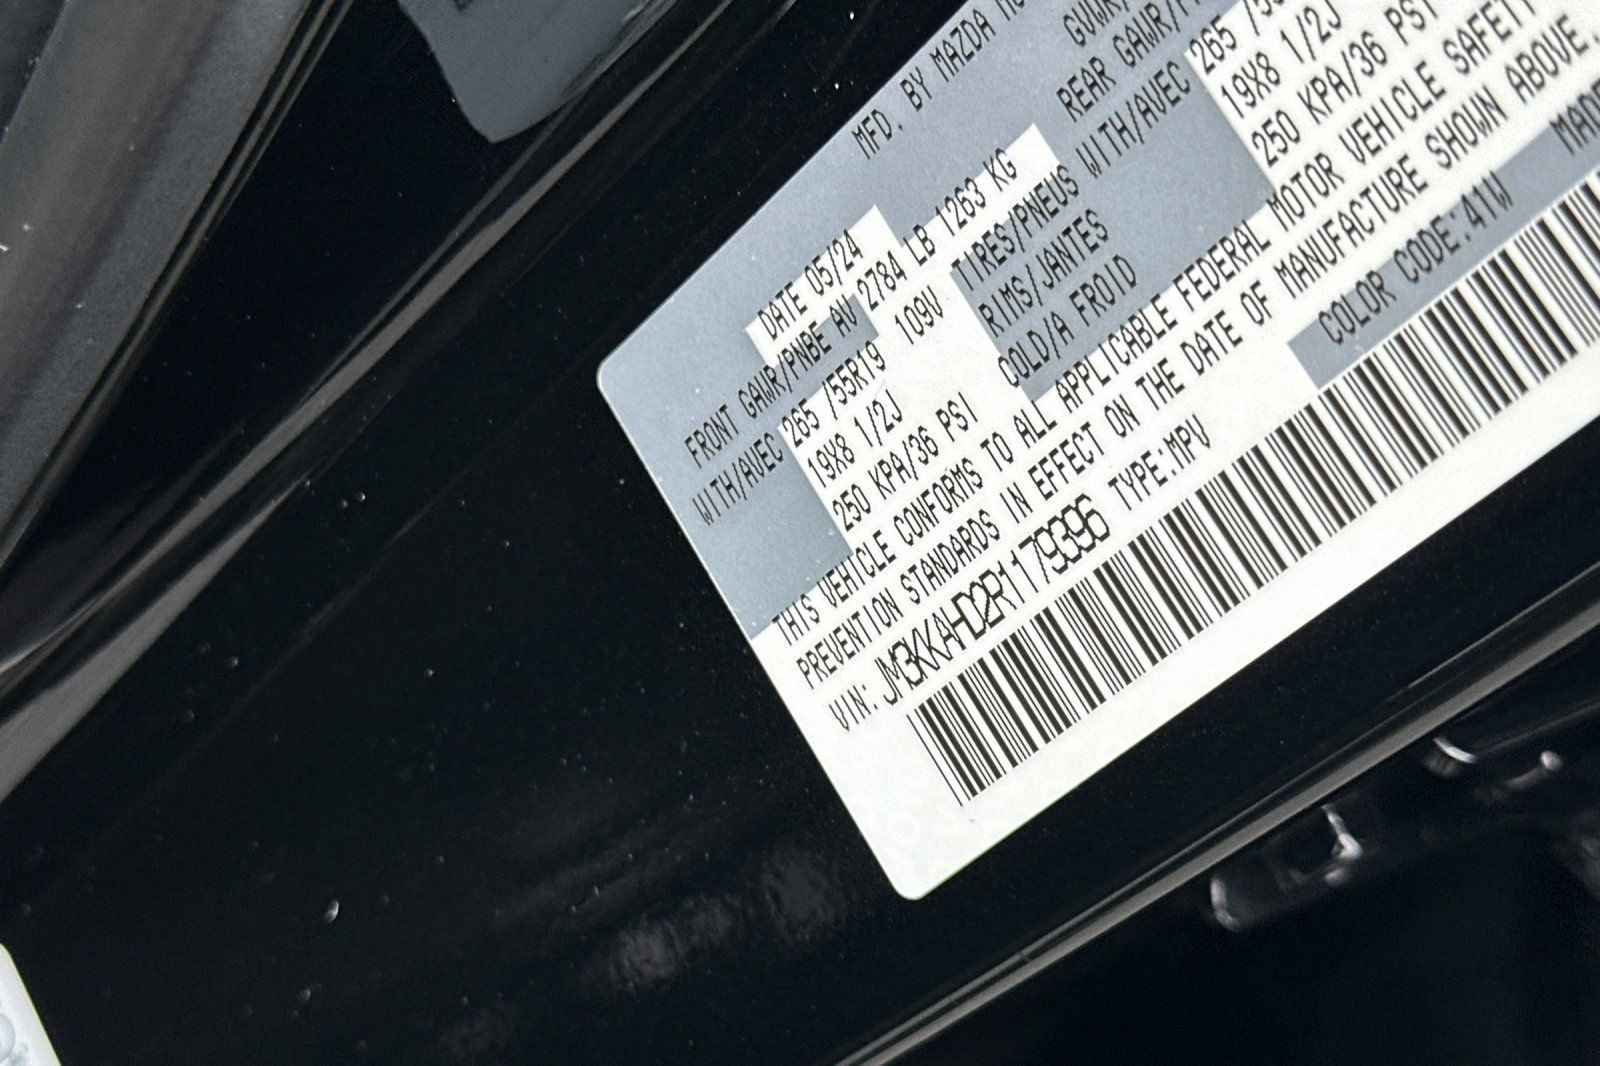 MFD. BY MAZDA
DATE 05/24
FRONT GAWR/PNBE AV 2784 LB 1263 KG
REAR GAWR/
WITH/AVEC 265 /55R19 109V TIRES/PNEUS WITH/AVEC 265
19X8 1/2J RIMS/JANTES 19X8 1/2J
250 KPA/36 PSI COLD/A FROID 250 KPA/36 PSI
THIS VEHICLE CONFORMS TO ALL APPLICABLE FEDERAL MOTOR VEHICLE SAFETY
PREVENTION STANDARDS IN EFFECT ON THE DATE OF MANUFACTURE SHOWN ABOVE.
VIN: JM3KKAHD2R1179396 TYPE:MPV COLOR CODE:41W